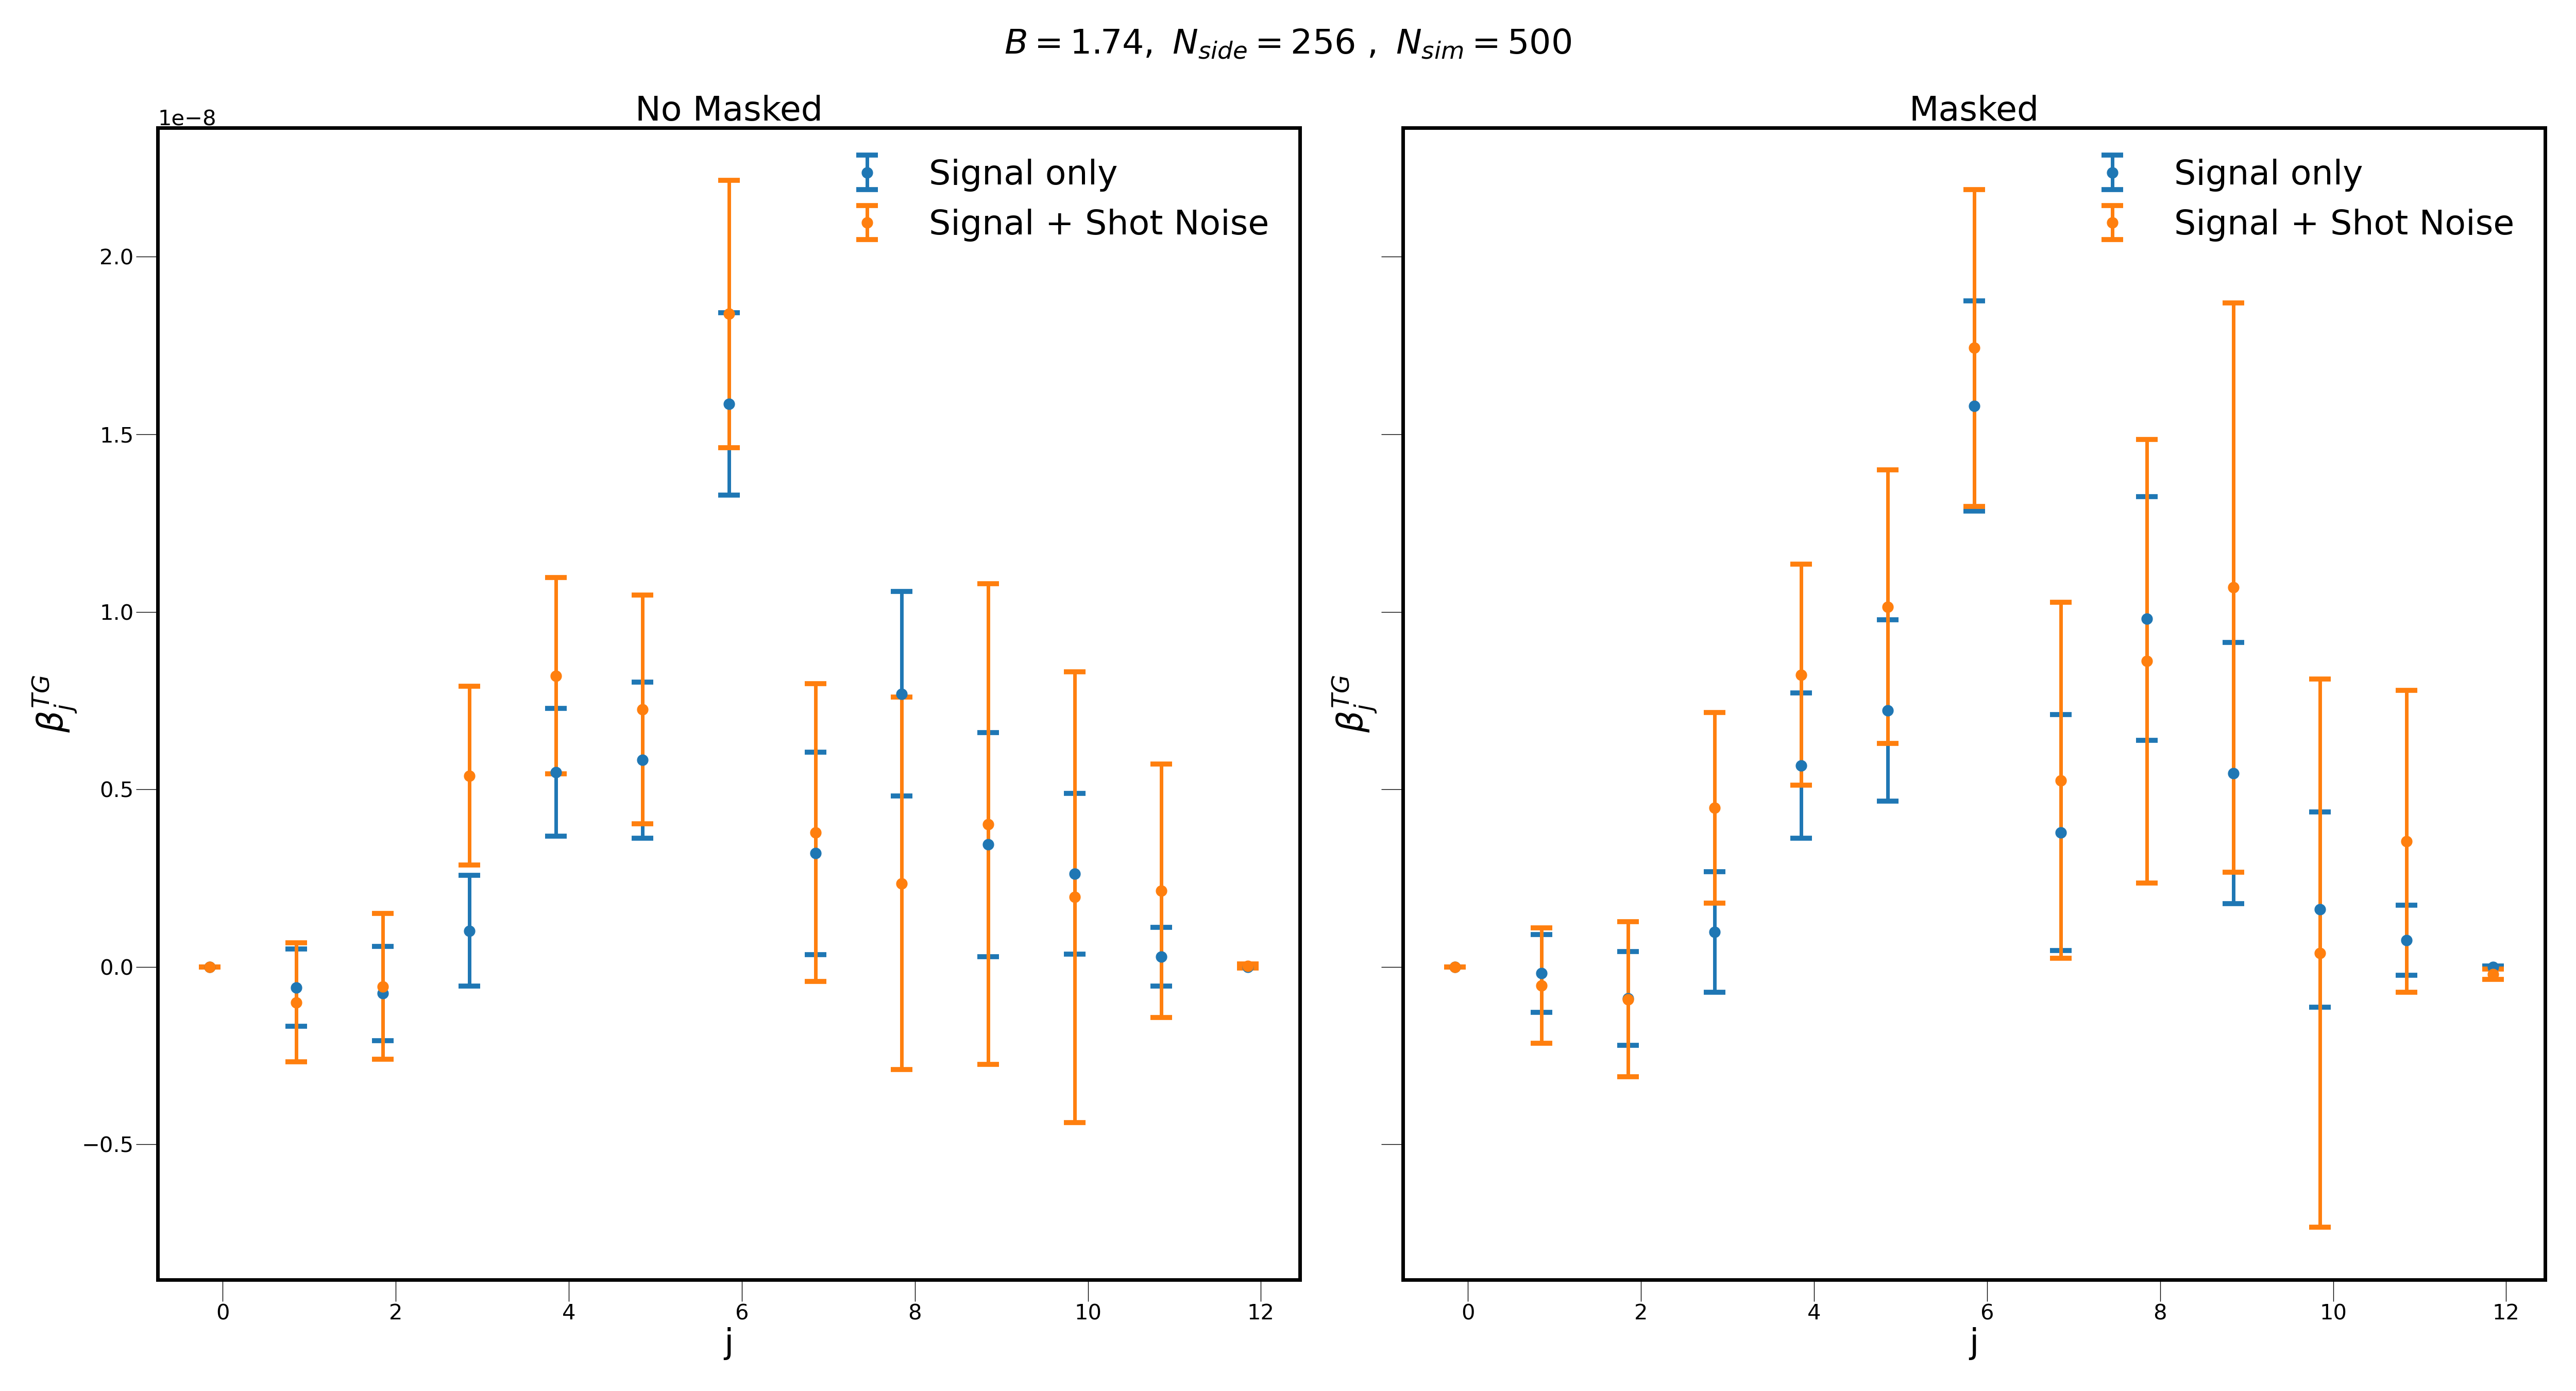 B = 1.74, N_side = 256 , N_sim = 500
No Masked
Masked
1e−8
Signal only
Signal + Shot Noise
Signal only
Signal + Shot Noise
2.0
1.5
1.0
0.5
0.0
−0.5
β_j^TG
β_j^TG
0 2 4 6 8 10 12
0 2 4 6 8 10 12
j
j